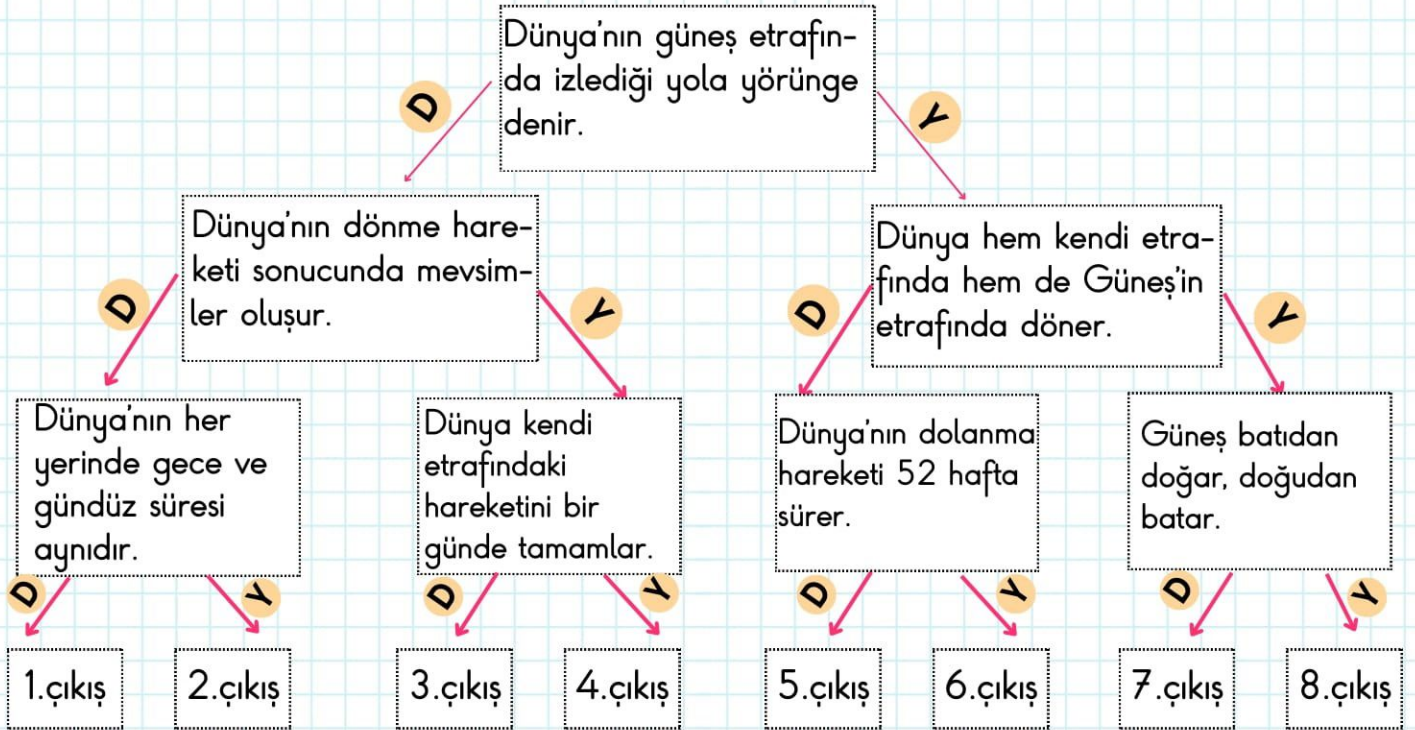 Dünya'nın güneş etrafın-
da izlediği yola yörünge
denir.
D
Y
Dünya'nın dönme hare-
keti sonucunda mevsim-
ler oluşur.
Dünya hem kendi etra-
fında hem de Güneş'in
etrafında döner.
D
Y
D
Y
Dünya'nın her
yerinde gece ve
gündüz süresi
aynıdır.
Dünya kendi
etrafındaki
hareketini bir
günde tamamlar.
Dünya'nın dolanma
hareketi 52 hafta
sürer.
Güneş batıdan
doğar, doğudan
batar.
D
Y
D
Y
D
Y
D
Y
1.çıkış
2.çıkış
3.çıkış
4.çıkış
5.çıkış
6.çıkış
7.çıkış
8.çıkış